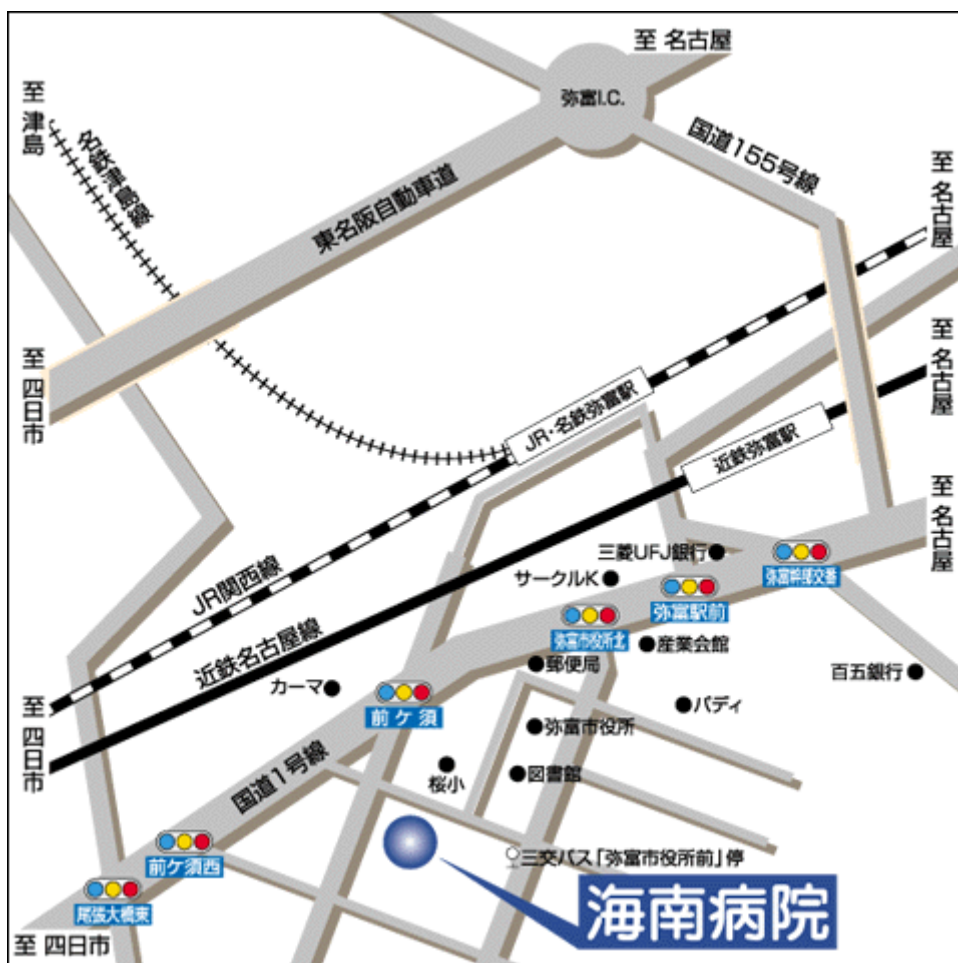 至 名古屋
弥富I.C.
至 津島
名鉄津島線
国道155号線
至 名古屋
東名阪自動車道
至 四日市
至 名古屋
JR・名鉄弥富駅
近鉄弥富駅
至 名古屋
三菱UFJ銀行
弥富幹部交番
サークルK
弥富駅前
JR関西線
弥富市役所北
産業会館
近鉄名古屋線
郵便局
百五銀行
カーマ
前ケ須
パディ
至 四日市
弥富市役所
国道1号線
桜小
図書館
前ケ須西
三交バス「弥富市役所前」停
尾張大橋東
海南病院
至 四日市